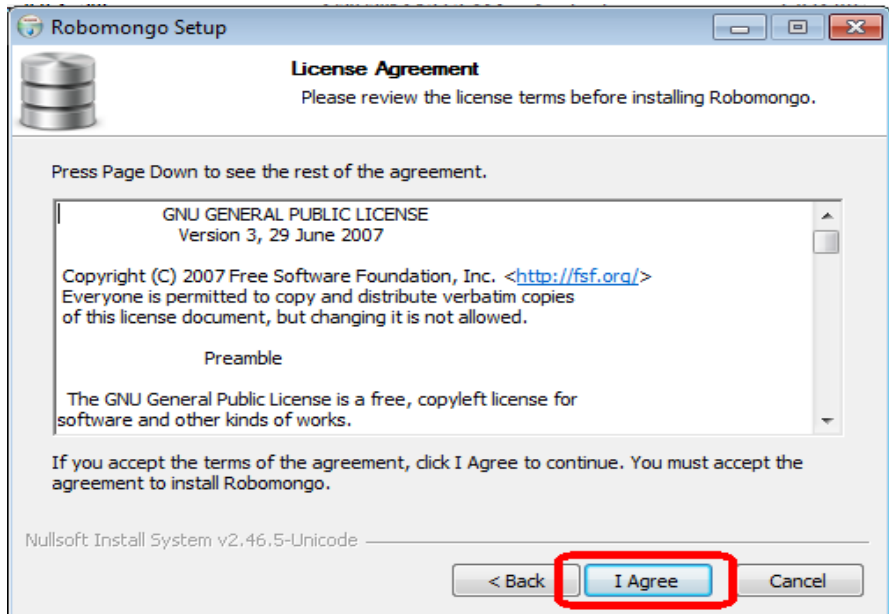 Robomongo Setup
License Agreement
Please review the license terms before installing Robomongo.
Press Page Down to see the rest of the agreement.
GNU GENERAL PUBLIC LICENSE
Version 3, 29 June 2007
Copyright (C) 2007 Free Software Foundation, Inc. <http://fsf.org/>
Everyone is permitted to copy and distribute verbatim copies
of this license document, but changing it is not allowed.
Preamble
The GNU General Public License is a free, copyleft license for
software and other kinds of works.
If you accept the terms of the agreement, click I Agree to continue. You must accept the
agreement to install Robomongo.
Nullsoft Install System v2.46.5-Unicode
< Back I Agree Cancel